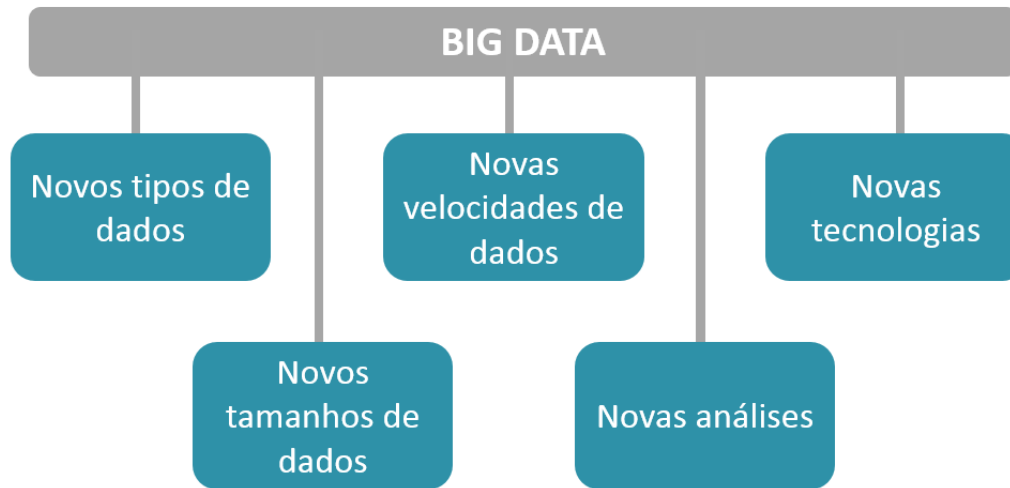 BIG DATA
Novos tipos de
dados
Novas
velocidades de
dados
Novas
tecnologias
Novos
tamanhos de
dados
Novas análises